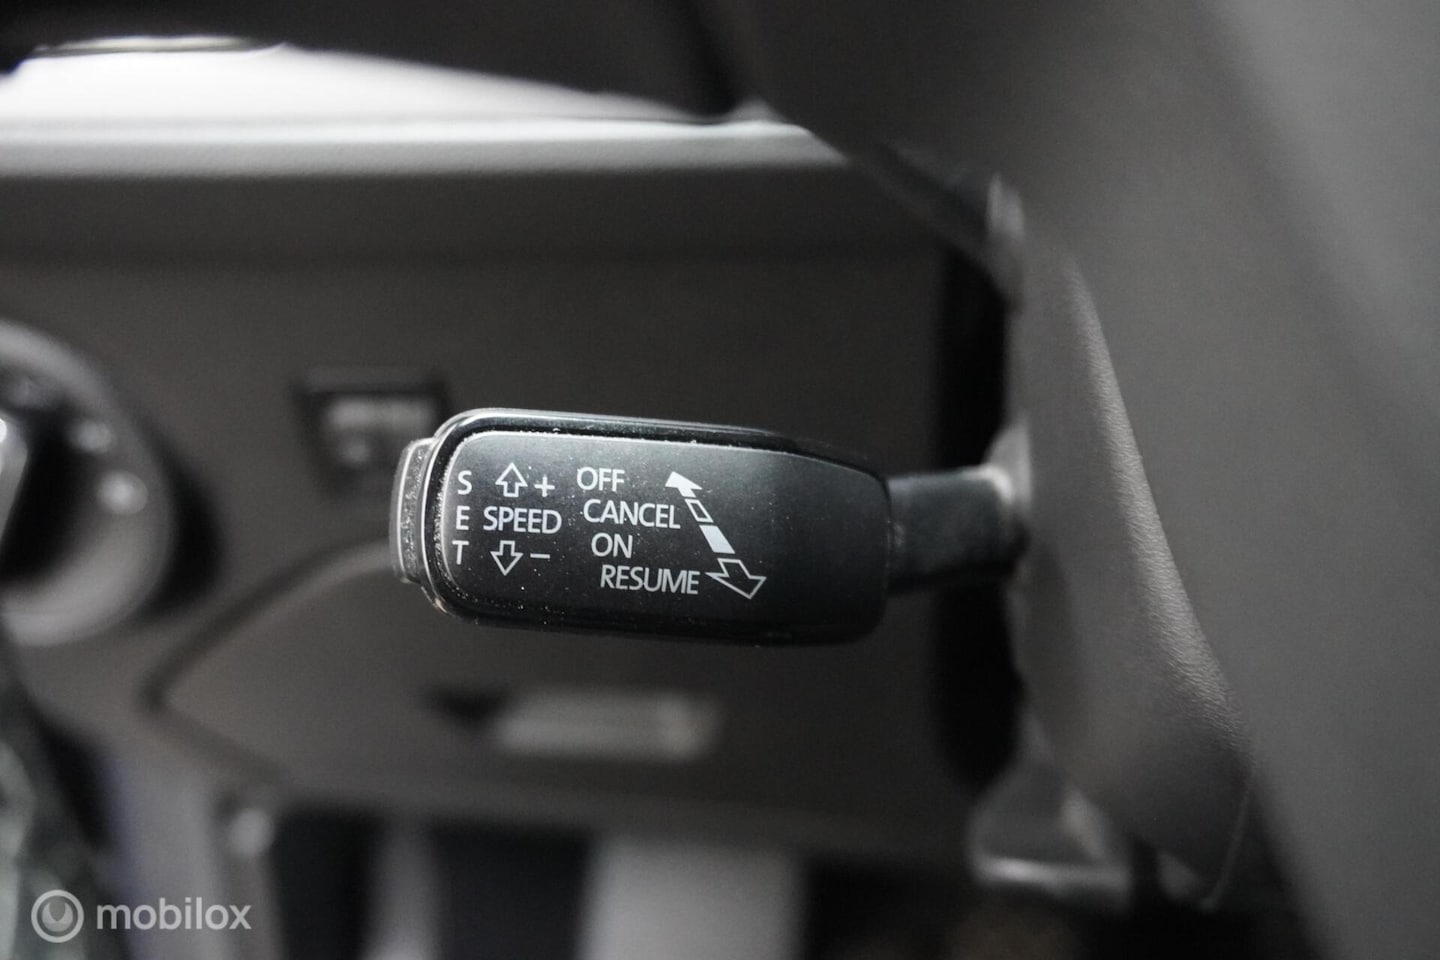 S
E
T
+
SPEED
−
OFF
CANCEL
ON
RESUME
mobilox